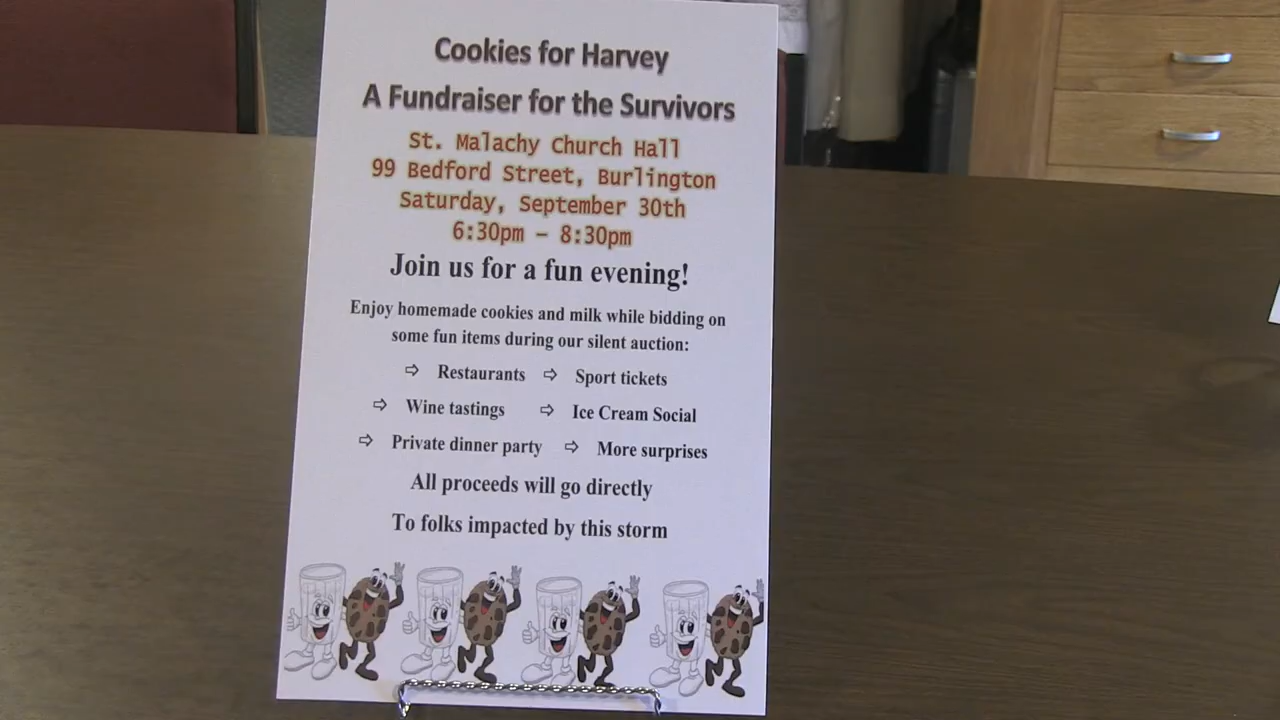 Cookies for Harvey
A Fundraiser for the Survivors
St. Malachy Church Hall
99 Bedford Street, Burlington
Saturday, September 30th
6:30pm – 8:30pm
Join us for a fun evening!
Enjoy homemade cookies and milk while bidding on
some fun items during our silent auction:
⇨ Restaurants ⇨ Sport tickets
⇨ Wine tastings ⇨ Ice Cream Social
⇨ Private dinner party ⇨ More surprises
All proceeds will go directly
To folks impacted by this storm